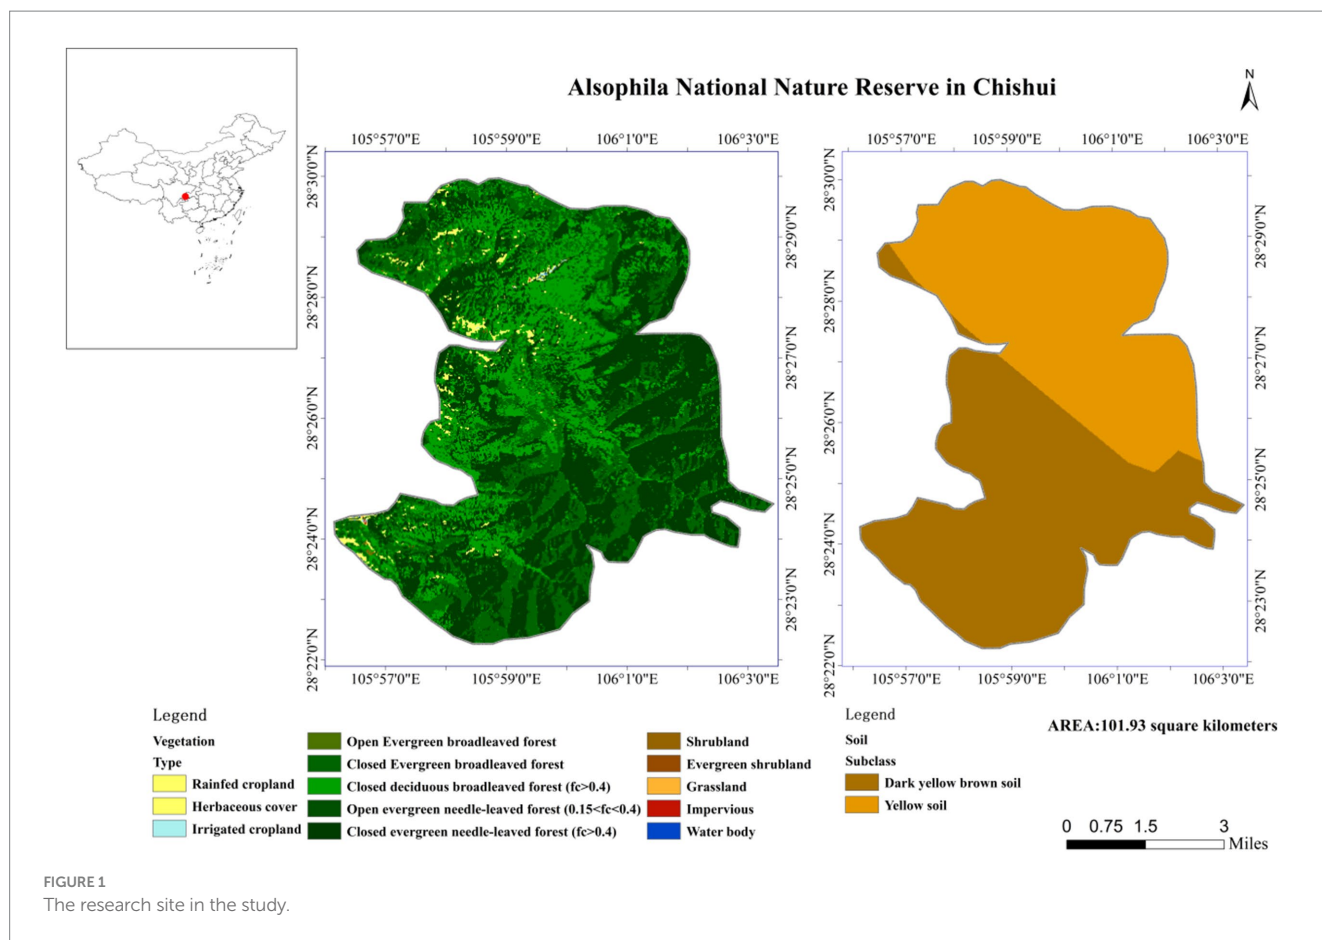 Alsophila National Nature Reserve in Chishui
N
105°57'0"E 105°59'0"E 106°1'0"E 106°3'0"E
105°57'0"E 105°59'0"E 106°1'0"E 106°3'0"E
28°30'0"N
28°28'0"N
28°26'0"N
28°24'0"N
28°22'0"N
28°29'0"N
28°27'0"N
28°25'0"N
28°23'0"N
28°30'0"N
28°28'0"N
28°26'0"N
28°24'0"N
28°22'0"N
28°29'0"N
28°27'0"N
28°25'0"N
28°23'0"N
105°57'0"E 105°59'0"E 106°1'0"E 106°3'0"E
105°57'0"E 105°59'0"E 106°1'0"E 106°3'0"E
Legend
Vegetation
Type
Rainfed cropland
Herbaceous cover
Irrigated cropland
Open Evergreen broadleaved forest
Closed Evergreen broadleaved forest
Closed deciduous broadleaved forest (fc>0.4)
Open evergreen needle-leaved forest (0.15<fc<0.4)
Closed evergreen needle-leaved forest (fc>0.4)
Shrubland
Evergreen shrubland
Grassland
Impervious
Water body
Legend
Soil
Subclass
Dark yellow brown soil
Yellow soil
AREA:101.93 square kilometers
0 0.75 1.5 3
Miles
FIGURE 1
The research site in the study.